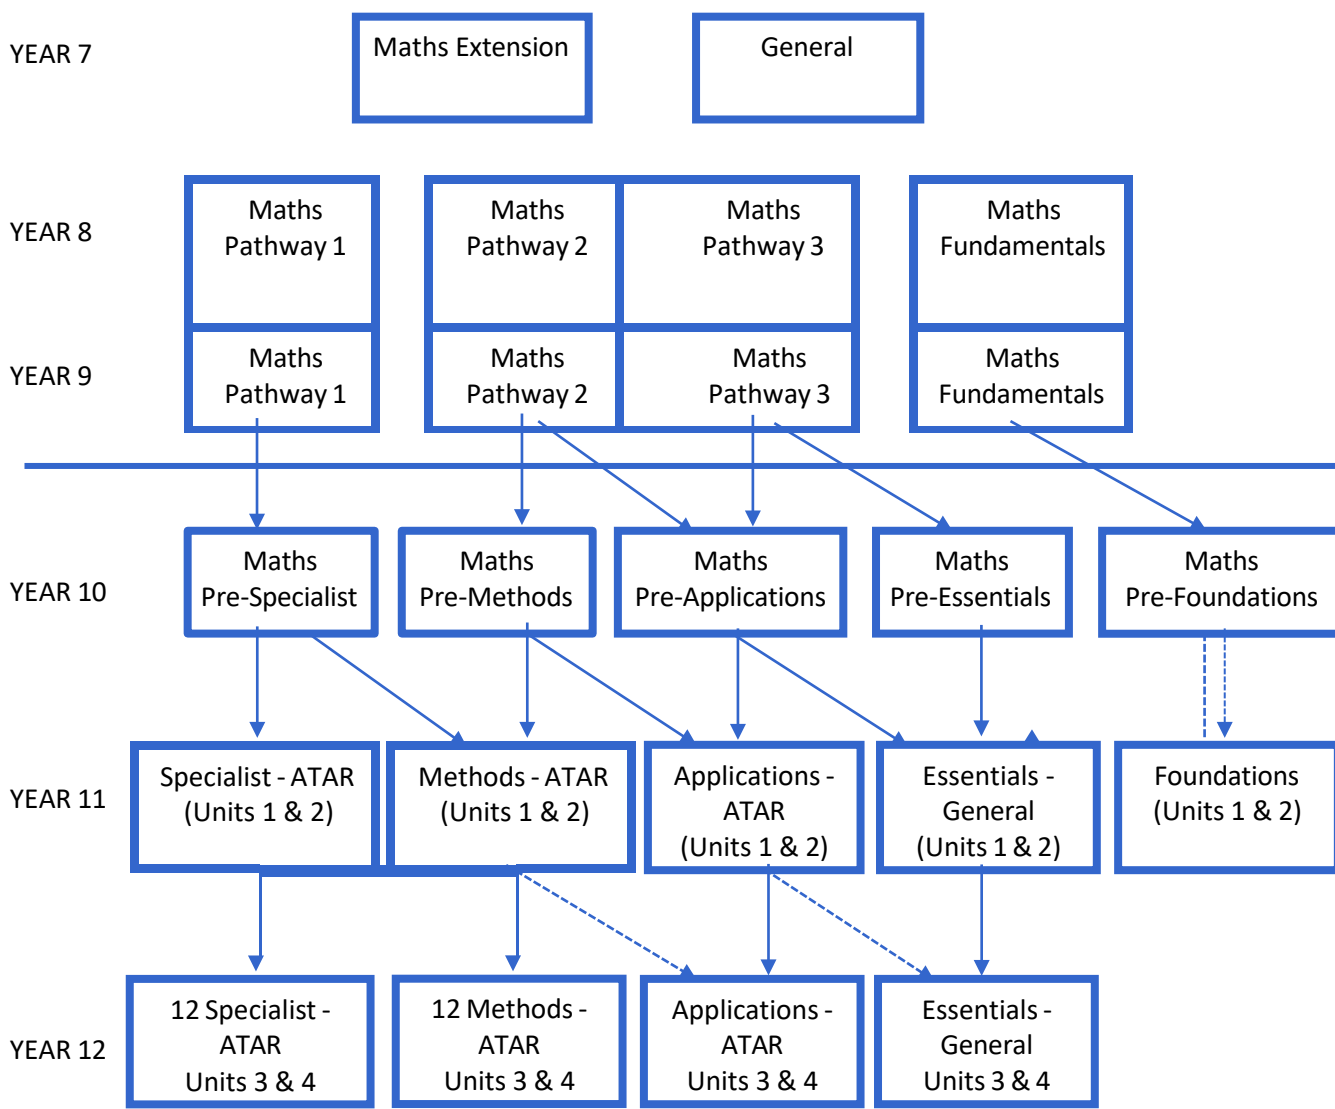 YEAR 7
Maths Extension
General
YEAR 8
Maths
Pathway 1
Maths
Pathway 2
Maths
Pathway 3
Maths
Fundamentals
YEAR 9
Maths
Pathway 1
Maths
Pathway 2
Maths
Pathway 3
Maths
Fundamentals
YEAR 10
Maths
Pre-Specialist
Maths
Pre-Methods
Maths
Pre-Applications
Maths
Pre-Essentials
Maths
Pre-Foundations
YEAR 11
Specialist - ATAR
(Units 1 & 2)
Methods - ATAR
(Units 1 & 2)
Applications -
ATAR
(Units 1 & 2)
Essentials -
General
(Units 1 & 2)
Foundations
(Units 1 & 2)
YEAR 12
12 Specialist -
ATAR
Units 3 & 4
12 Methods -
ATAR
Units 3 & 4
Applications -
ATAR
Units 3 & 4
Essentials -
General
Units 3 & 4